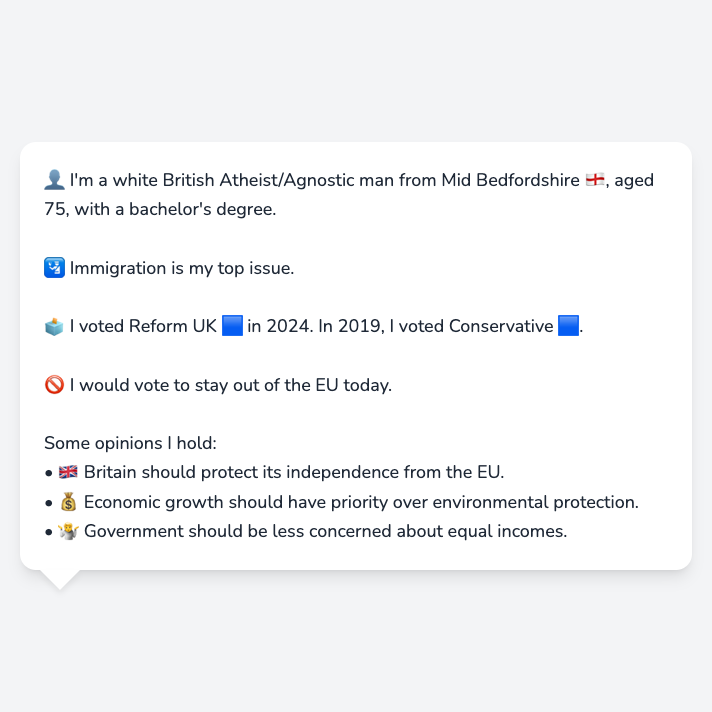 👤 I'm a white British Atheist/Agnostic man from Mid Bedfordshire 🏴󠁧󠁢󠁥󠁮󠁧󠁿, aged
75, with a bachelor's degree.
🛂 Immigration is my top issue.
🗳️ I voted Reform UK 🟦 in 2024. In 2019, I voted Conservative 🟦.
🚫 I would vote to stay out of the EU today.
Some opinions I hold:
• 🇬🇧 Britain should protect its independence from the EU.
• 💰 Economic growth should have priority over environmental protection.
• 🤷 Government should be less concerned about equal incomes.